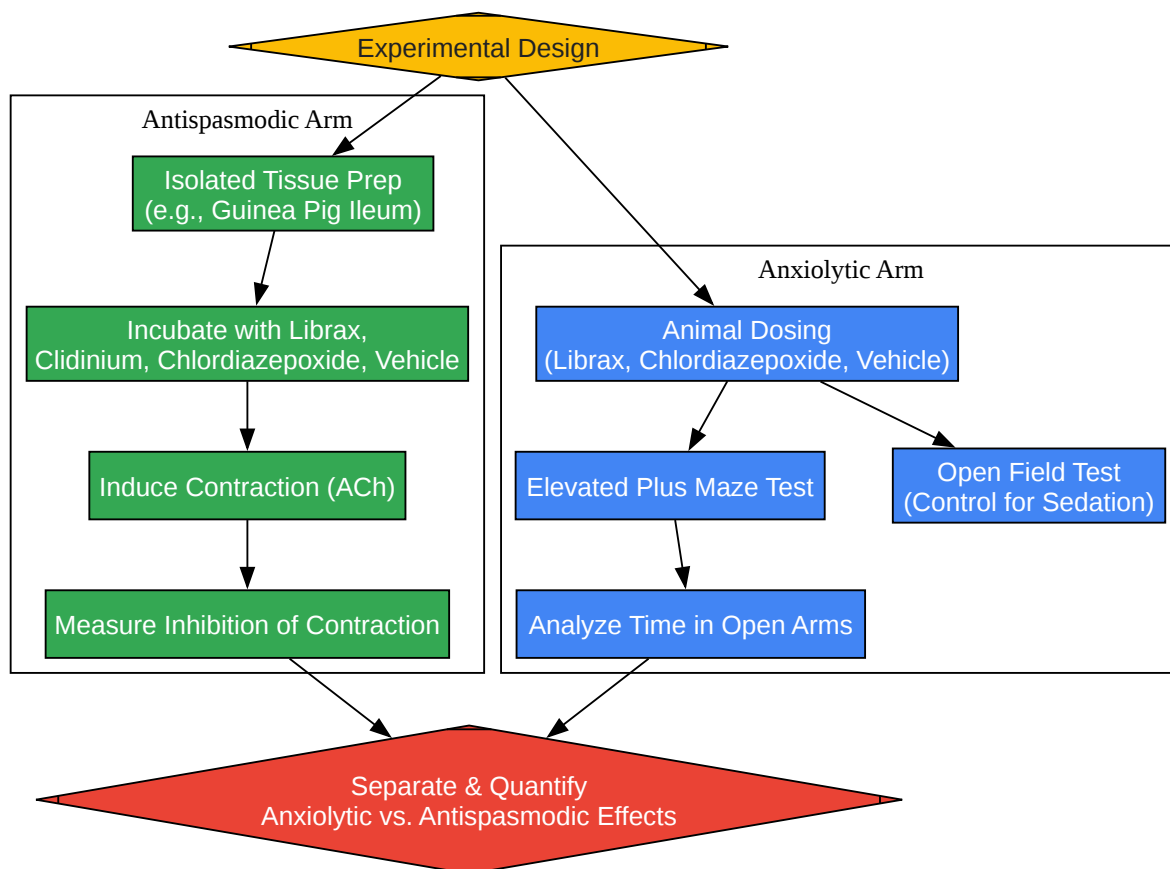 Experimental Design
Antispasmodic Arm
Isolated Tissue Prep
(e.g., Guinea Pig Ileum)
Incubate with Librax,
Clidinium, Chlordiazepoxide, Vehicle
Induce Contraction (ACh)
Measure Inhibition of Contraction
Anxiolytic Arm
Animal Dosing
(Librax, Chlordiazepoxide, Vehicle)
Elevated Plus Maze Test
Open Field Test
(Control for Sedation)
Analyze Time in Open Arms
Separate & Quantify
Anxiolytic vs. Antispasmodic Effects